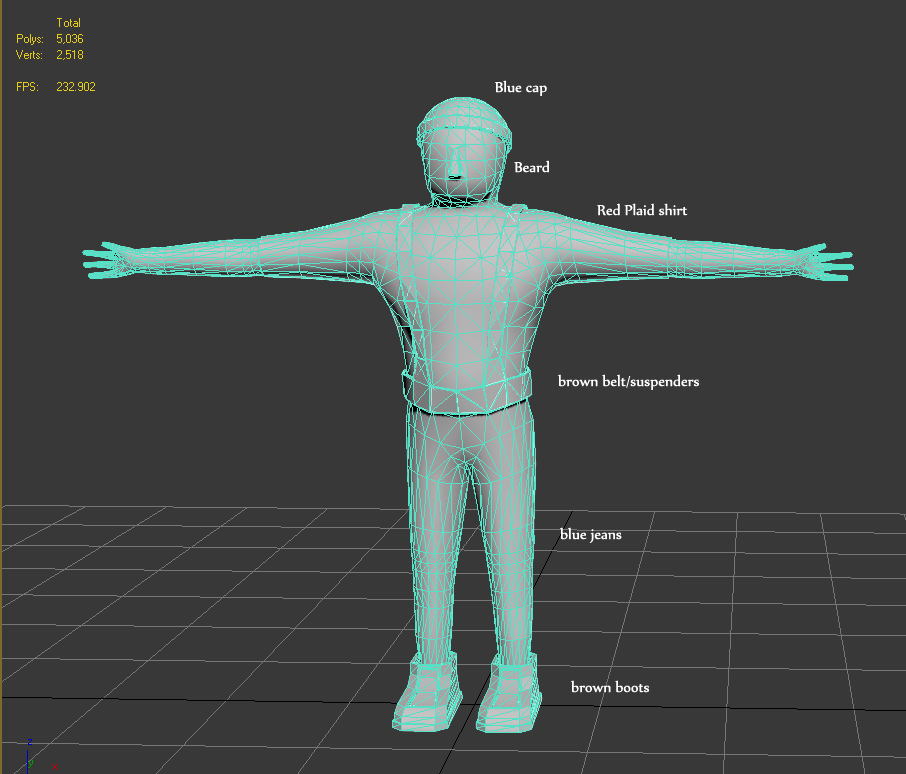 Total
Polys: 5,036
Verts: 2,518
FPS: 232.902
Blue cap
Beard
Red Plaid shirt
brown belt/suspenders
blue jeans
brown boots
z
y
x